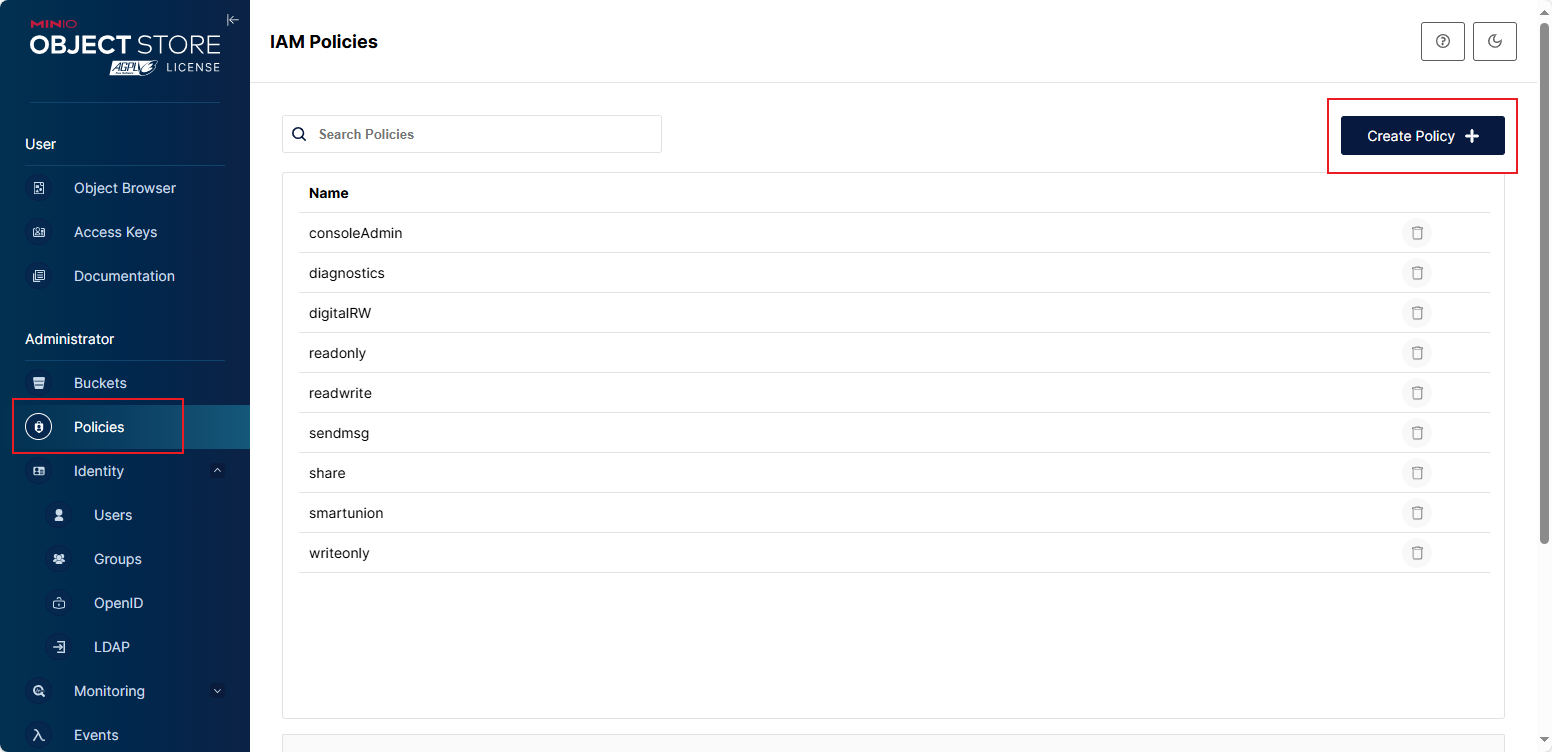 MINIO
OBJECT STORE
AGPLv3 LICENSE
User
Object Browser
Access Keys
Documentation
Administrator
Buckets
Policies
Identity
Users
Groups
OpenID
LDAP
Monitoring
Events
IAM Policies
Search Policies
Create Policy
Name
consoleAdmin
diagnostics
digitalRW
readonly
readwrite
sendmsg
share
smartunion
writeonly